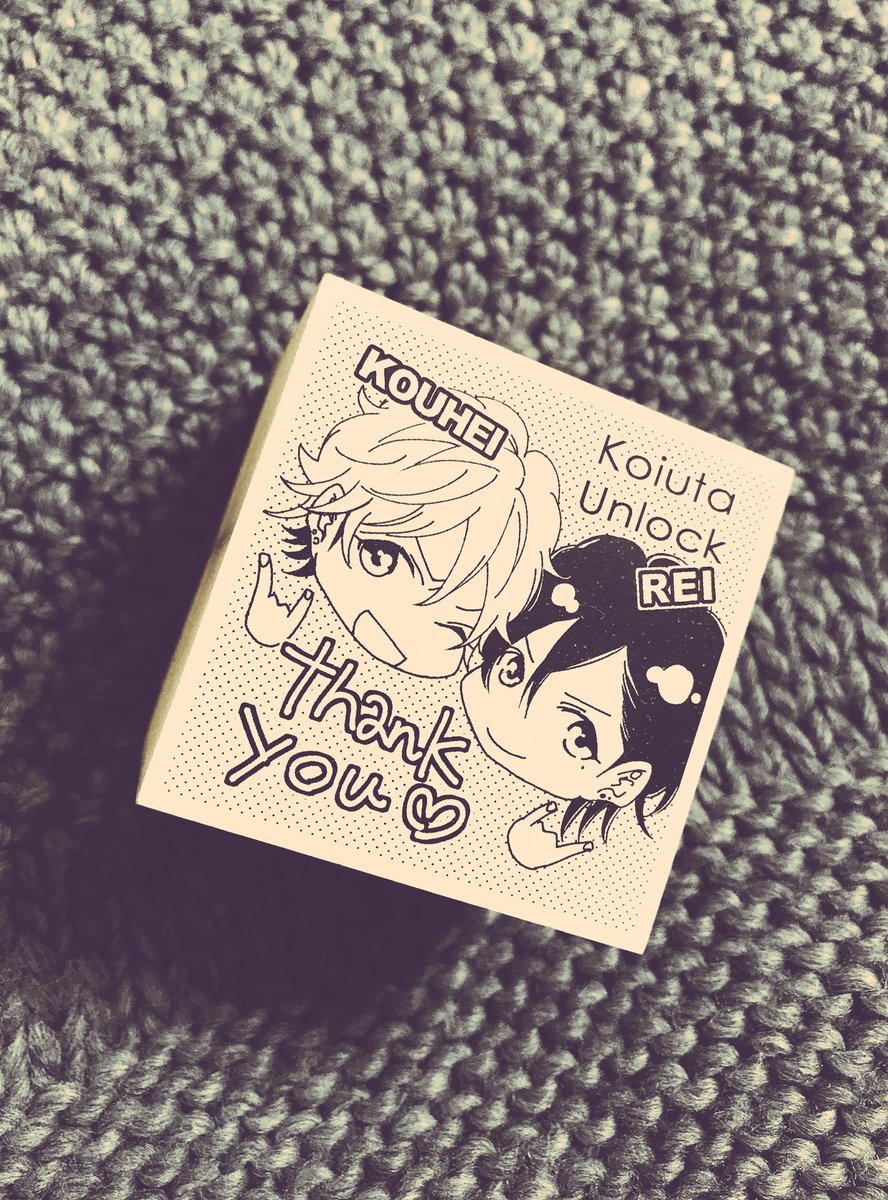 KOUHEI
Koiuta
Unlock
REI
thank
you